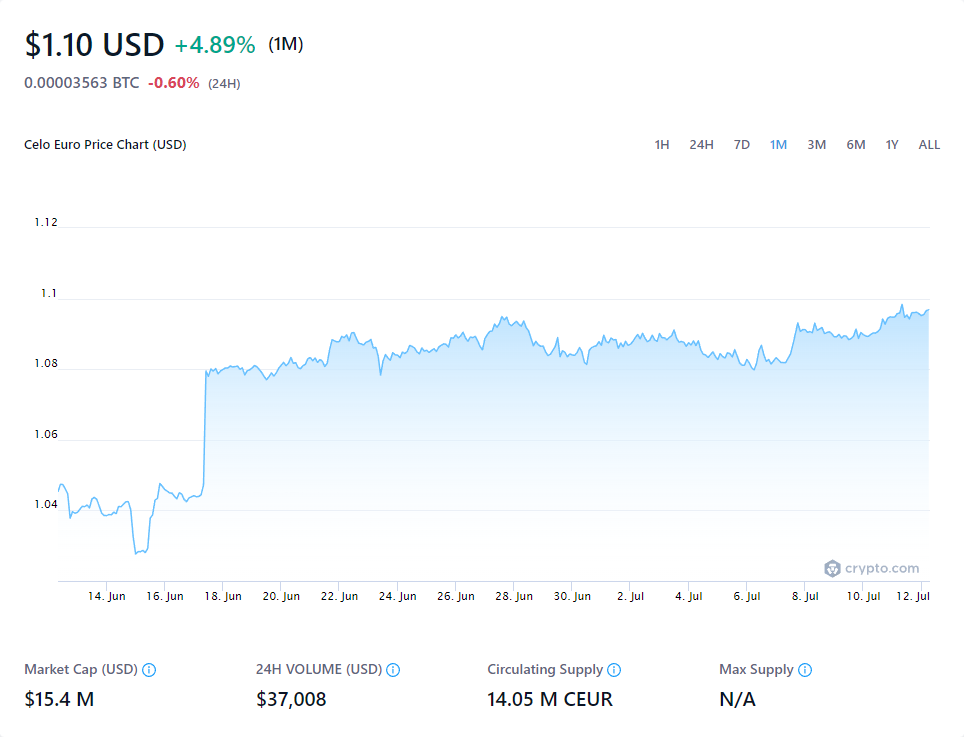 $1.10 USD +4.89% (1M)
0.00003563 BTC -0.60% (24H)
Celo Euro Price Chart (USD) 1H 24H 7D 1M 3M 6M 1Y ALL
1.12
1.1
1.08
1.06
1.04
crypto.com
14. Jun 16. Jun 18. Jun 20. Jun 22. Jun 24. Jun 26. Jun 28. Jun 30. Jun 2. Jul 4. Jul 6. Jul 8. Jul 10. Jul 12. Jul
Market Cap (USD) 24H VOLUME (USD) Circulating Supply Max Supply
$15.4 M $37,008 14.05 M CEUR N/A